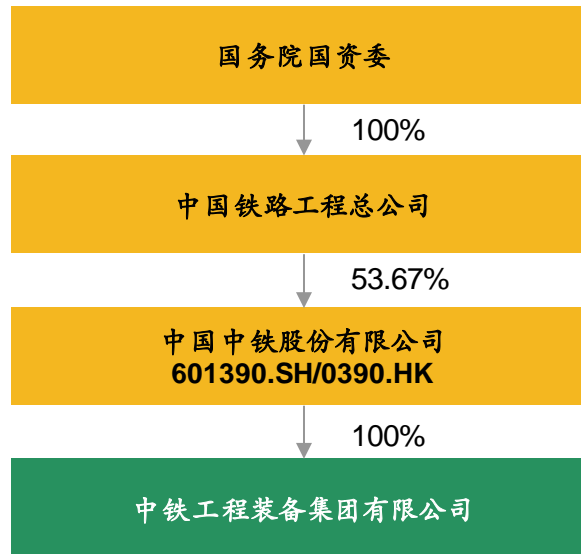 国务院国资委
100%
中国铁路工程总公司
53.67%
中国中铁股份有限公司
601390.SH/0390.HK
100%
中铁工程装备集团有限公司